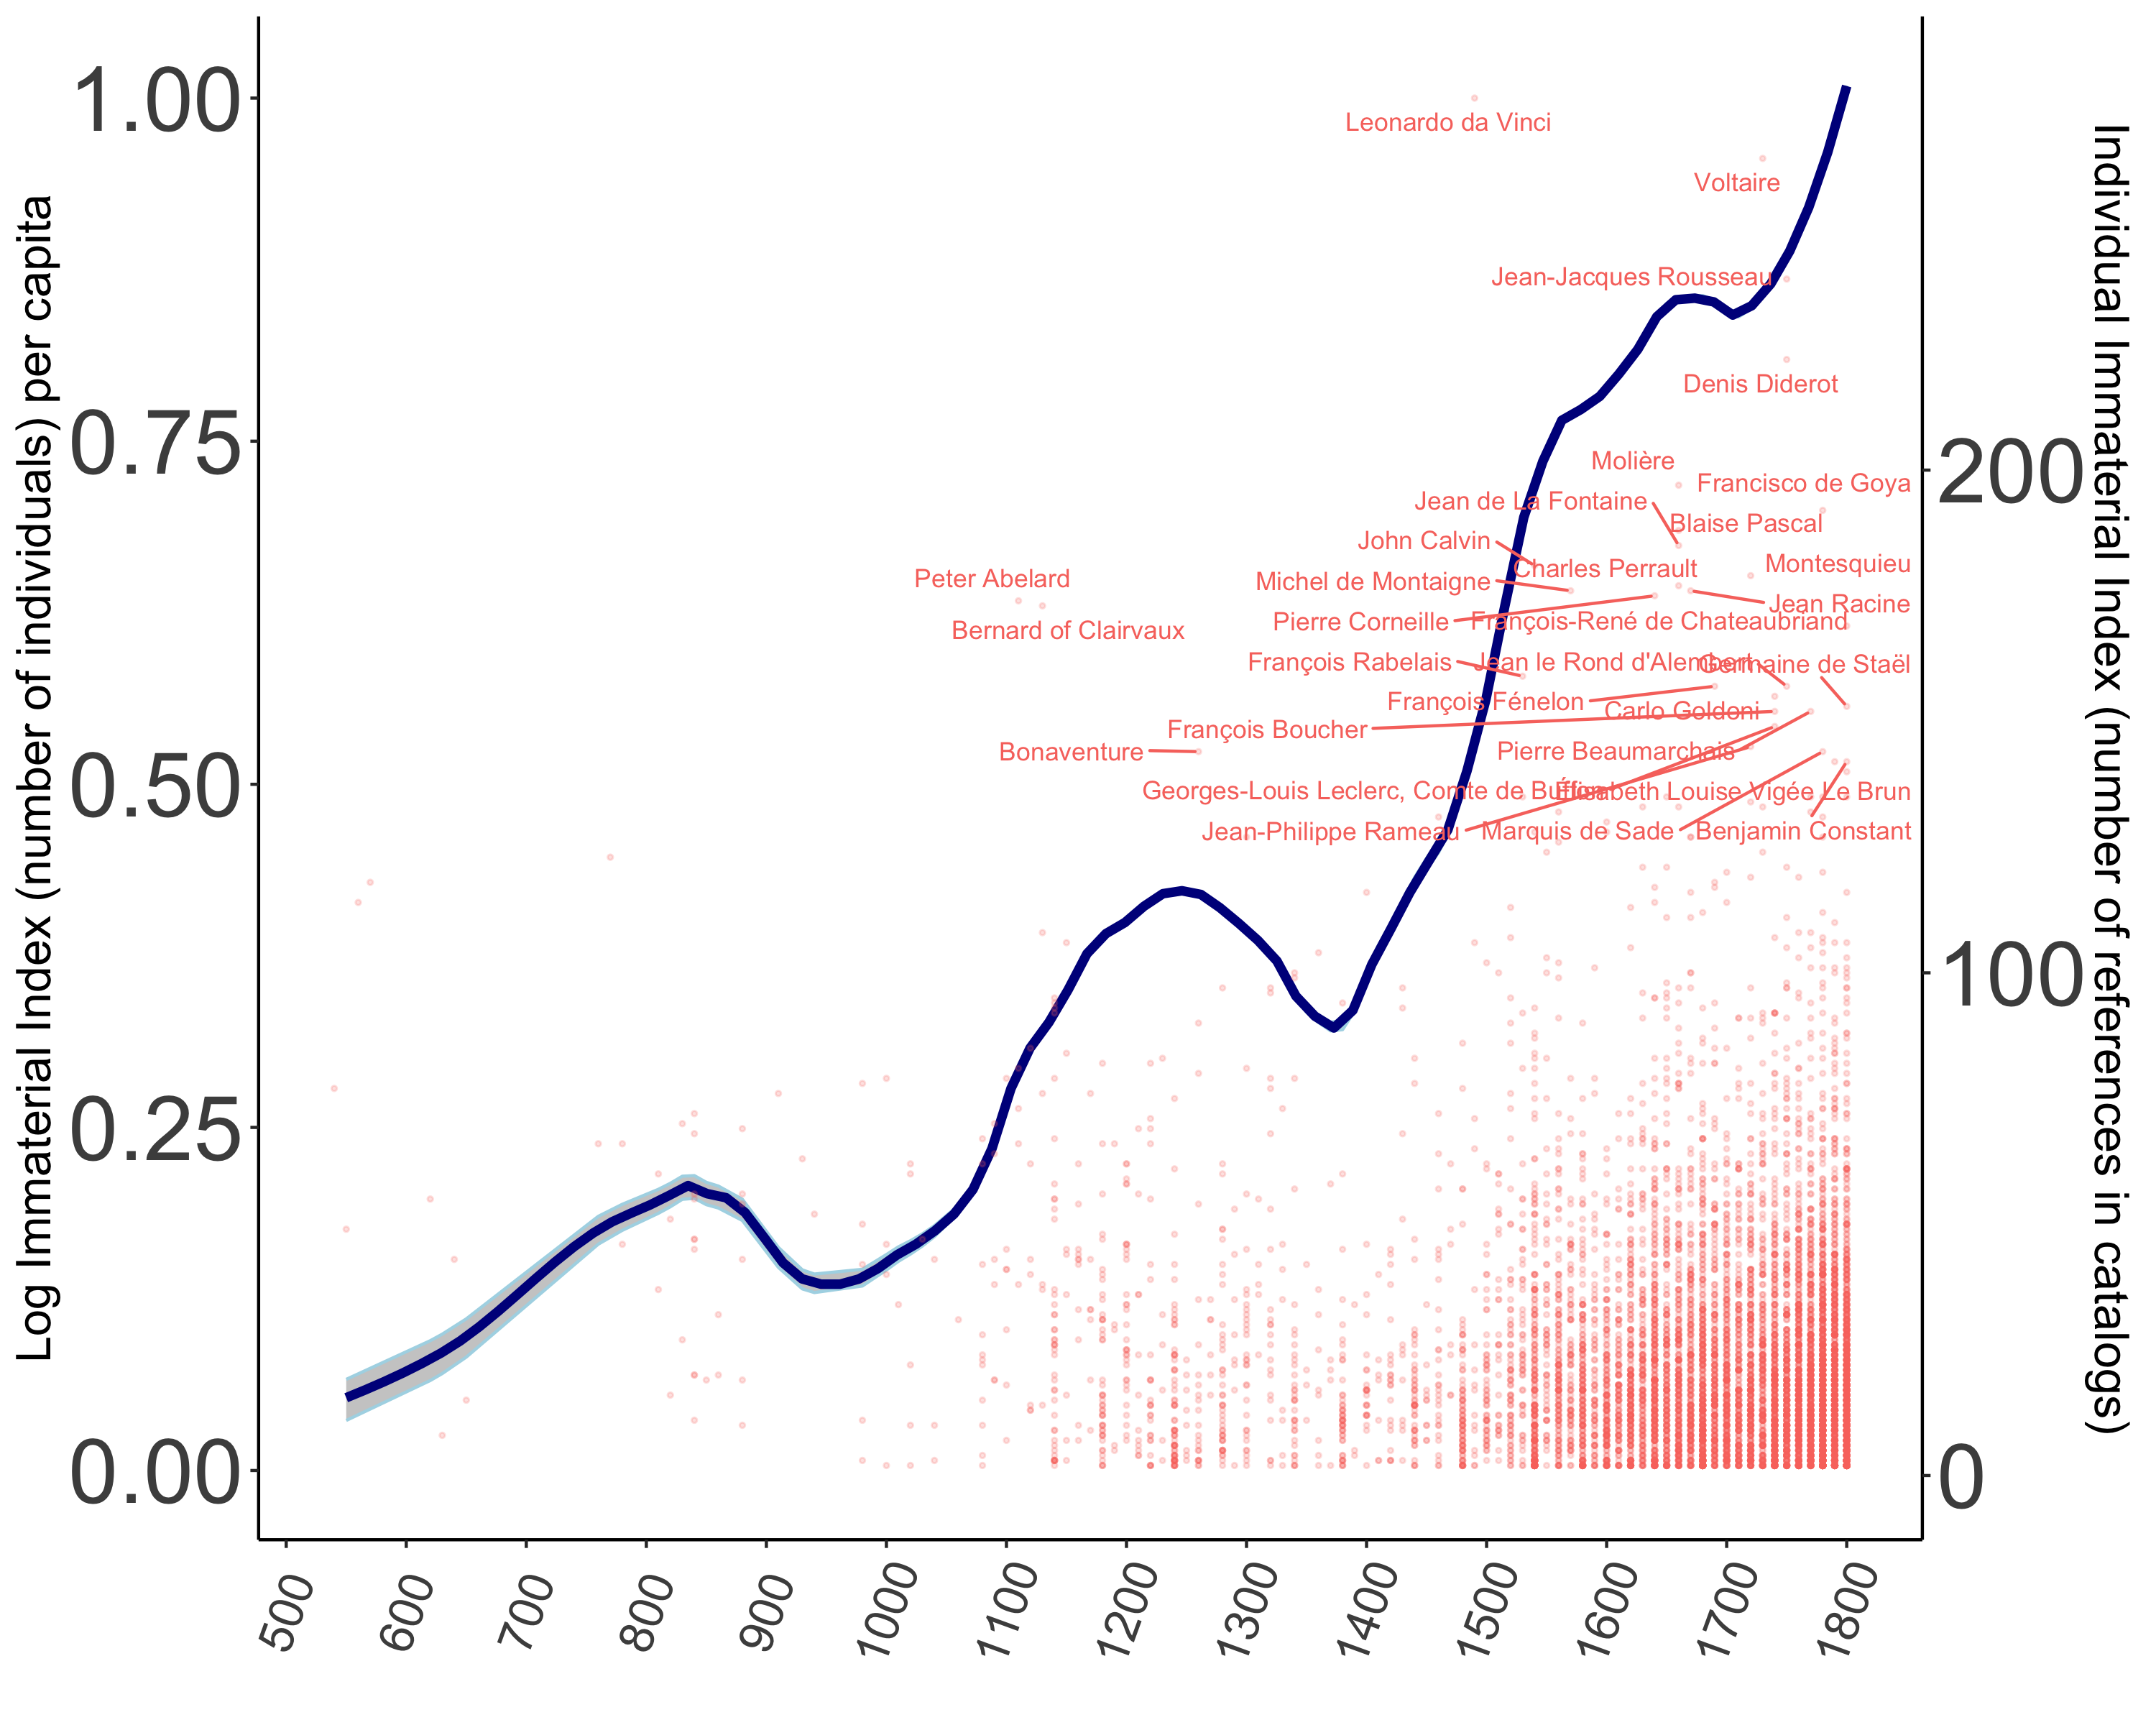 Log Immaterial Index (number of individuals) per capita
1.00
0.75
0.50
0.25
0.00
Leonardo da Vinci
Voltaire
Jean-Jacques Rousseau
Denis Diderot
Molière
Francisco de Goya
Jean de La Fontaine
Blaise Pascal
John Calvin
Montesquieu
Charles Perrault
Peter Abelard
Michel de Montaigne
Jean Racine
Pierre Corneille
François-René de Chateaubriand
Bernard of Clairvaux
François Rabelais
Jean le Rond d'Alembert
Germaine de Staël
François Fénelon
Carlo Goldoni
François Boucher
Bonaventure
Pierre Beaumarchais
Georges-Louis Leclerc, Comte de Buffon
Élisabeth Louise Vigée Le Brun
Jean-Philippe Rameau
Marquis de Sade
Benjamin Constant
200
100
0
Individual Immaterial Index (number of references in catalogs)
500
600
700
800
900
1000
1100
1200
1300
1400
1500
1600
1700
1800